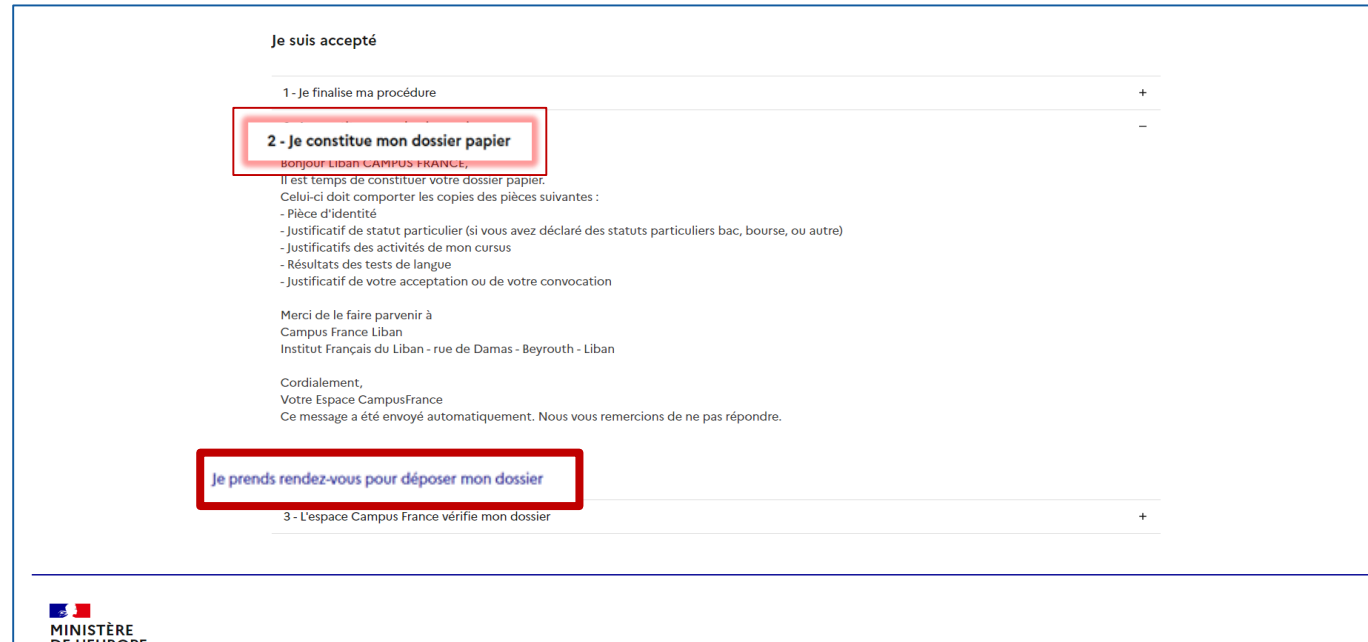 Je suis accepté
1 - Je finalise ma procédure
+
2 - Je constitue mon dossier papier
–
Bonjour Liban CAMPUS FRANCE,
Il est temps de constituer votre dossier papier.
Celui-ci doit comporter les copies des pièces suivantes :
- Pièce d'identité
- Justificatif de statut particulier (si vous avez déclaré des statuts particuliers bac, bourse, ou autre)
- Justificatifs des activités de mon cursus
- Résultats des tests de langue
- Justificatif de votre acceptation ou de votre convocation
Merci de le faire parvenir à
Campus France Liban
Institut Français du Liban - rue de Damas - Beyrouth - Liban
Cordialement,
Votre Espace CampusFrance
Ce message a été envoyé automatiquement. Nous vous remercions de ne pas répondre.
Je prends rendez-vous pour déposer mon dossier
3 - L'espace Campus France vérifie mon dossier
+
MINISTÈRE
DE L'EUROPE